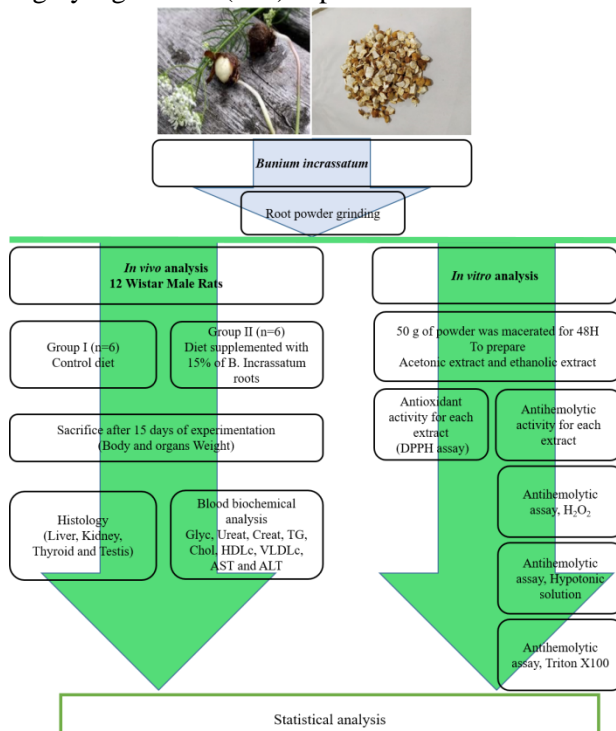 Bunium incrassatum
Root powder grinding
In vivo analysis
12 Wistar Male Rats
Group I (n=6)
Control diet
Group II (n=6)
Diet supplemented with
15% of B. Incrassatum
roots
Sacrifice after 15 days of experimentation
(Body and organs Weight)
Histology
(Liver, Kidney,
Thyroid and Testis)
Blood biochemical
analysis
Glyc, Ureat, Creat, TG,
Chol, HDLc, VLDLc,
AST and ALT
In vitro analysis
50 g of powder was macerated for 48H
To prepare
Acetonic extract and ethanolic extract
Antioxidant
activity for each
extract
(DPPH assay)
Antihemolytic
activity for each
extract
Antihemolytic
assay, H₂O₂
Antihemolytic
assay, Hypotonic
solution
Antihemolytic
assay, Triton X100
Statistical analysis